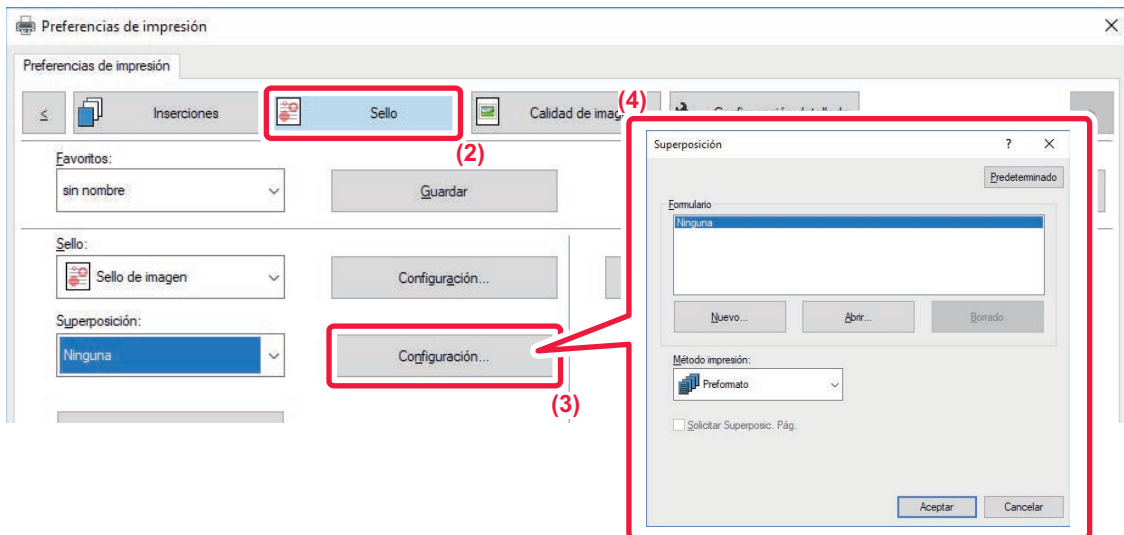 Preferencias de impresión
Preferencias de impresión
≤
Inserciones
Sello
Calidad de imag
(2)
(4)
Favoritos:
sin nombre
Guardar
Sello:
Sello de imagen
Configuración...
Superposición:
Ninguna
Configuración...
(3)
Superposición
?
Predeterminado
Formulario
Ninguna
Nuevo...
Abrir...
Borrado
Método impresión:
Preformato
Solicitar Superposic. Pág.
Aceptar
Cancelar